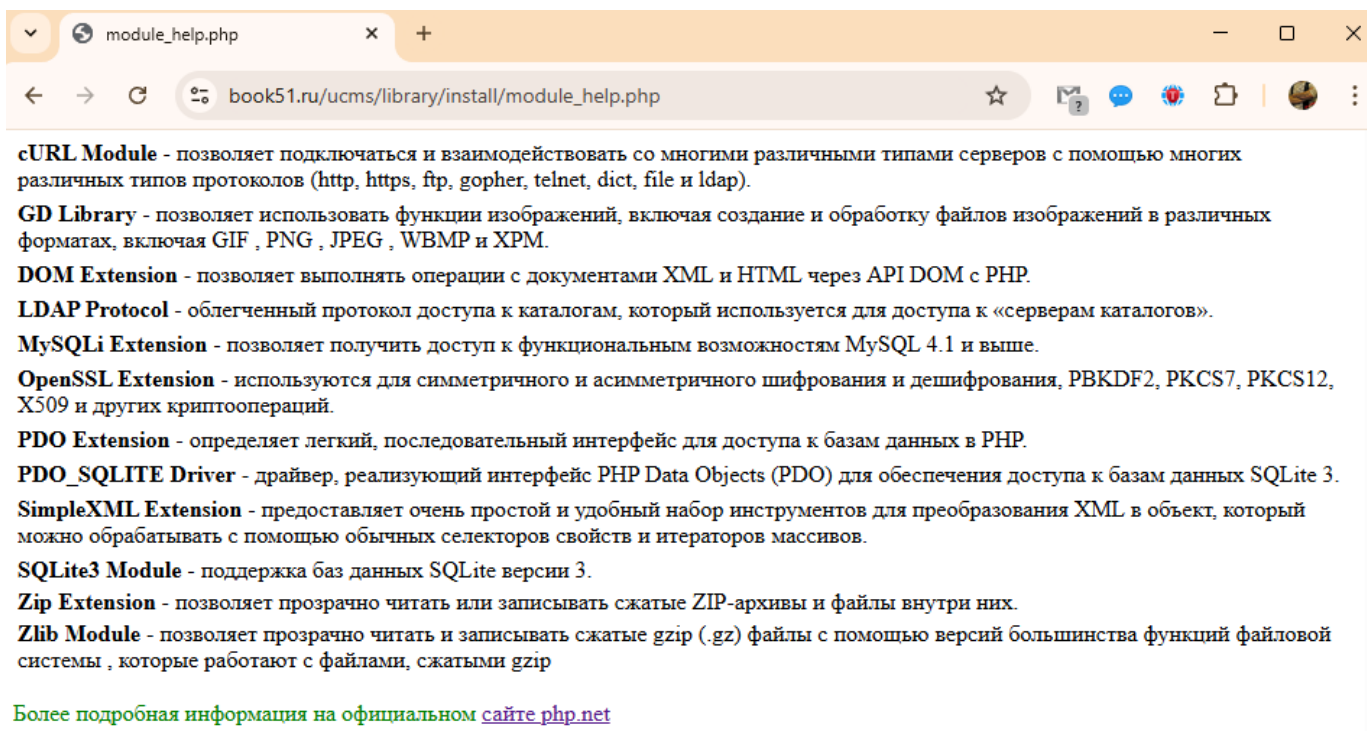 module_help.php
book51.ru/ucms/library/install/module_help.php
cURL Module - позволяет подключаться и взаимодействовать со многими различными типами серверов с помощью многих
различных типов протоколов (http, https, ftp, gopher, telnet, dict, file и ldap).
GD Library - позволяет использовать функции изображений, включая создание и обработку файлов изображений в различных
форматах, включая GIF , PNG , JPEG , WBMP и XPM.
DOM Extension - позволяет выполнять операции с документами XML и HTML через API DOM с PHP.
LDAP Protocol - облегченный протокол доступа к каталогам, который используется для доступа к «серверам каталогов».
MySQLi Extension - позволяет получить доступ к функциональным возможностям MySQL 4.1 и выше.
OpenSSL Extension - используются для симметричного и асимметричного шифрования и дешифрования, PBKDF2, PKCS7, PKCS12,
X509 и других криптоопераций.
PDO Extension - определяет легкий, последовательный интерфейс для доступа к базам данных в PHP.
PDO_SQLITE Driver - драйвер, реализующий интерфейс PHP Data Objects (PDO) для обеспечения доступа к базам данных SQLite 3.
SimpleXML Extension - предоставляет очень простой и удобный набор инструментов для преобразования XML в объект, который
можно обрабатывать с помощью обычных селекторов свойств и итераторов массивов.
SQLite3 Module - поддержка баз данных SQLite версии 3.
Zip Extension - позволяет прозрачно читать или записывать сжатые ZIP-архивы и файлы внутри них.
Zlib Module - позволяет прозрачно читать и записывать сжатые gzip (.gz) файлы с помощью версий большинства функций файловой
системы , которые работают с файлами, сжатыми gzip
Более подробная информация на официальном сайте php.net